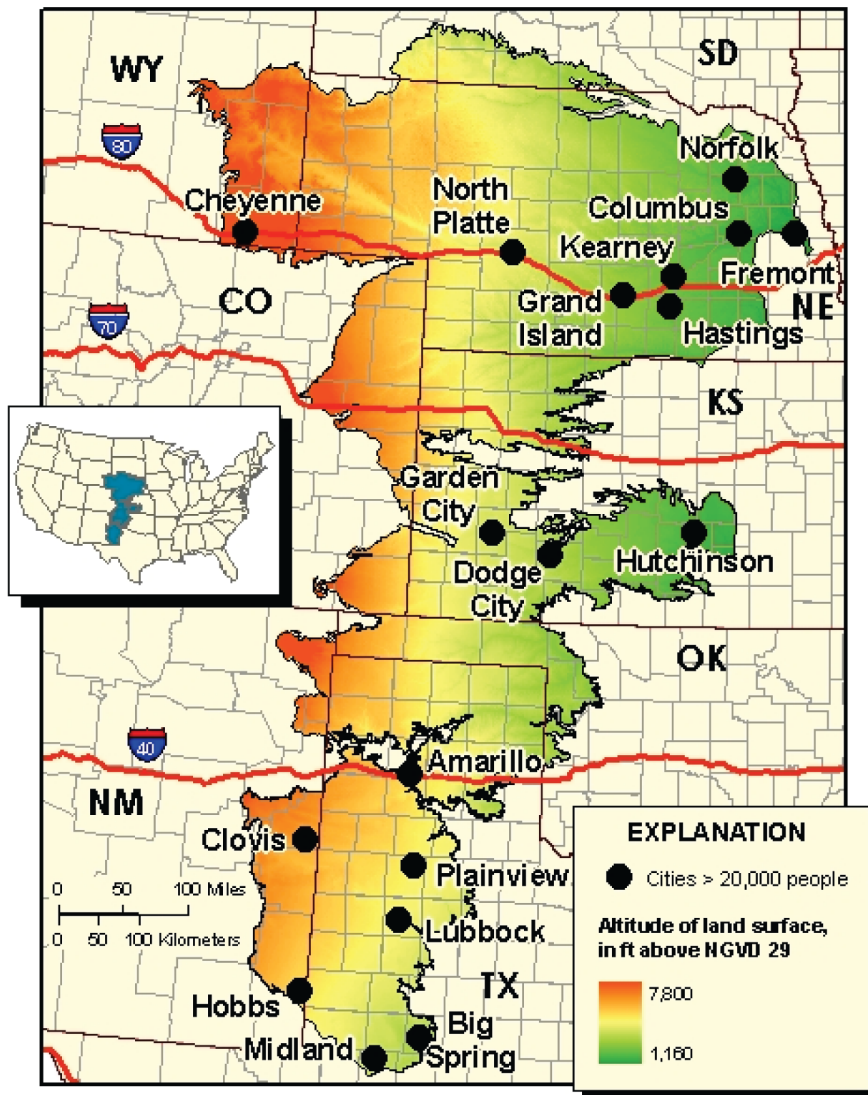 WY
SD
80
Norfolk
Cheyenne
North
Platte
Columbus
Kearney
Fremont
CO
Grand
Island
NE
Hastings
70
KS
Garden
City
Dodge
City
Hutchinson
OK
40
Amarillo
NM
Clovis
EXPLANATION
Cities > 20,000 people
Plainview
0 50 100 Miles
0 50 100 Kilometers
Lubbock
Altitude of land surface,
in ft above NGVD 29
TX
7,800
Hobbs
Big
Spring
Midland
1,160